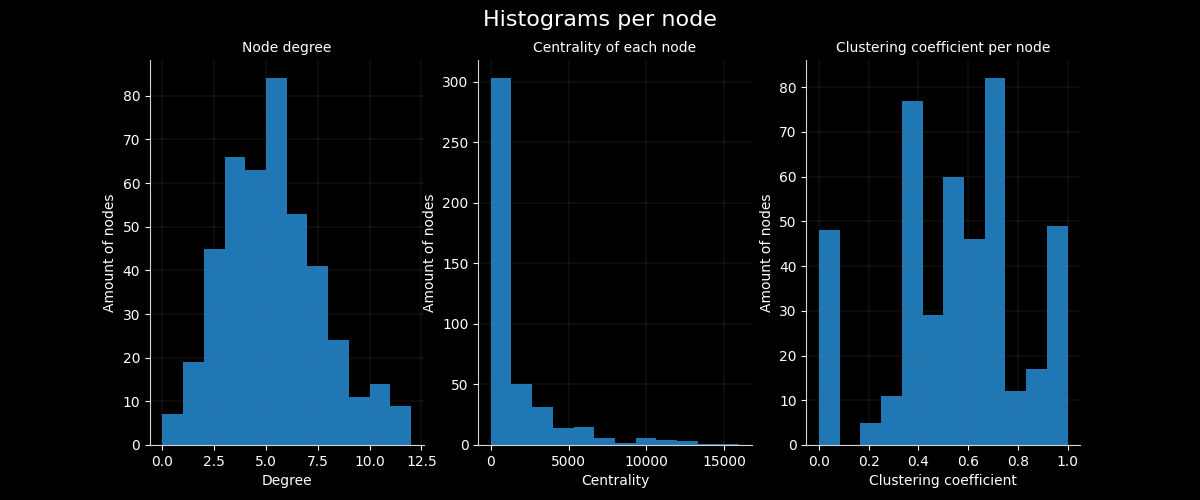 Histograms per node
Node degree
Amount of nodes
80
70
60
50
40
30
20
10
0
0.0 2.5 5.0 7.5 10.0 12.5
Degree
Centrality of each node
Amount of nodes
300
250
200
150
100
50
0
0 5000 10000 15000
Centrality
Clustering coefficient per node
Amount of nodes
80
70
60
50
40
30
20
10
0
0.0 0.2 0.4 0.6 0.8 1.0
Clustering coefficient